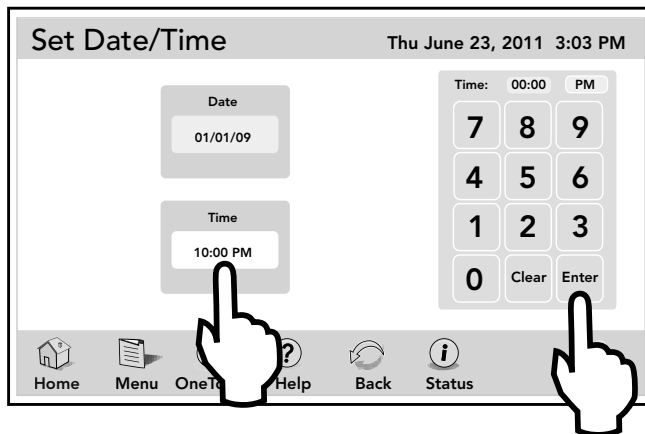 Set Date/Time
Thu June 23, 2011 3:03 PM
Date
01/01/09
Time
10:00 PM
Time: 00:00 PM
7 8 9
4 5 6
1 2 3
0 Clear Enter
?
i
Home Menu Help Back Status